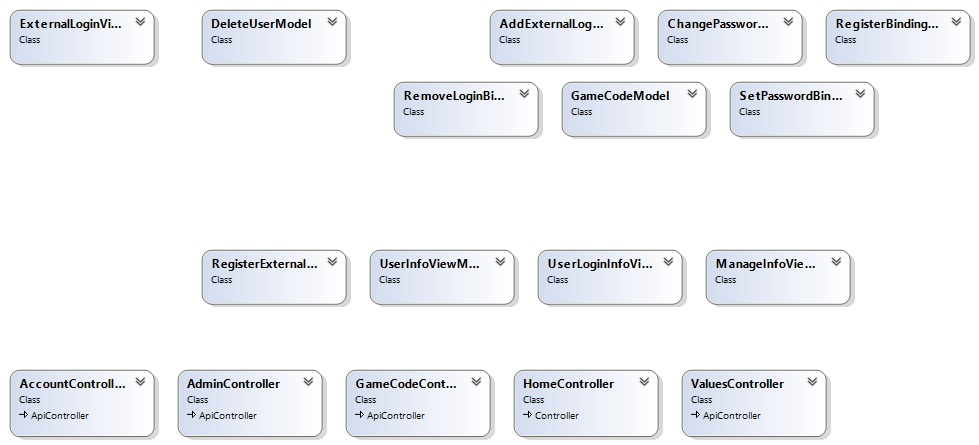 ExternalLoginVi...
Class
DeleteUserModel
Class
AddExternalLog...
Class
ChangePasswor...
Class
RegisterBinding...
Class
RemoveLoginBi...
Class
GameCodeModel
Class
SetPasswordBin...
Class
RegisterExternal...
Class
UserInfoViewM...
Class
UserLoginInfoVi...
Class
ManageInfoVie...
Class
AccountControll...
Class
ApiController
AdminController
Class
ApiController
GameCodeCont...
Class
ApiController
HomeController
Class
Controller
ValuesController
Class
ApiController